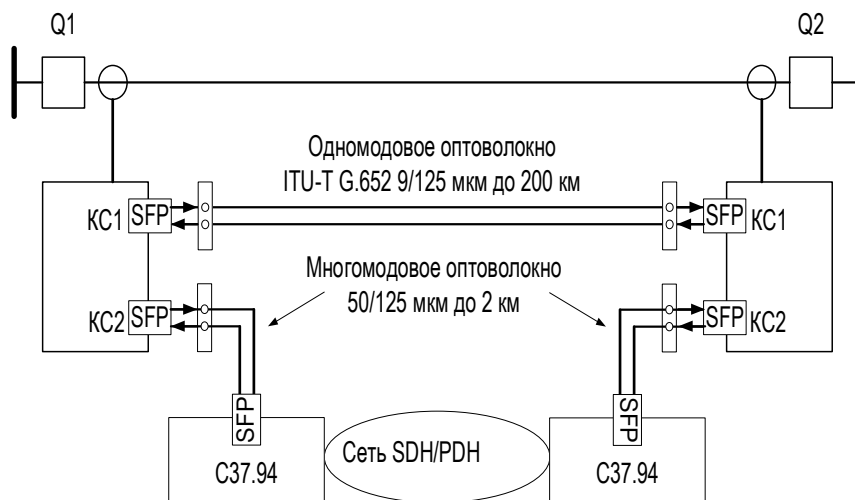 Q1
Q2
Одномодовое оптоволокно
ITU-T G.652 9/125 мкм до 200 км
КС1
SFP
SFP
КС1
Многомодовое оптоволокно
50/125 мкм до 2 км
КС2
SFP
SFP
КС2
SFP
SFP
C37.94
Сеть SDH/PDH
C37.94